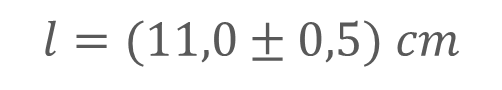 l = (11,0 ± 0,5) cm